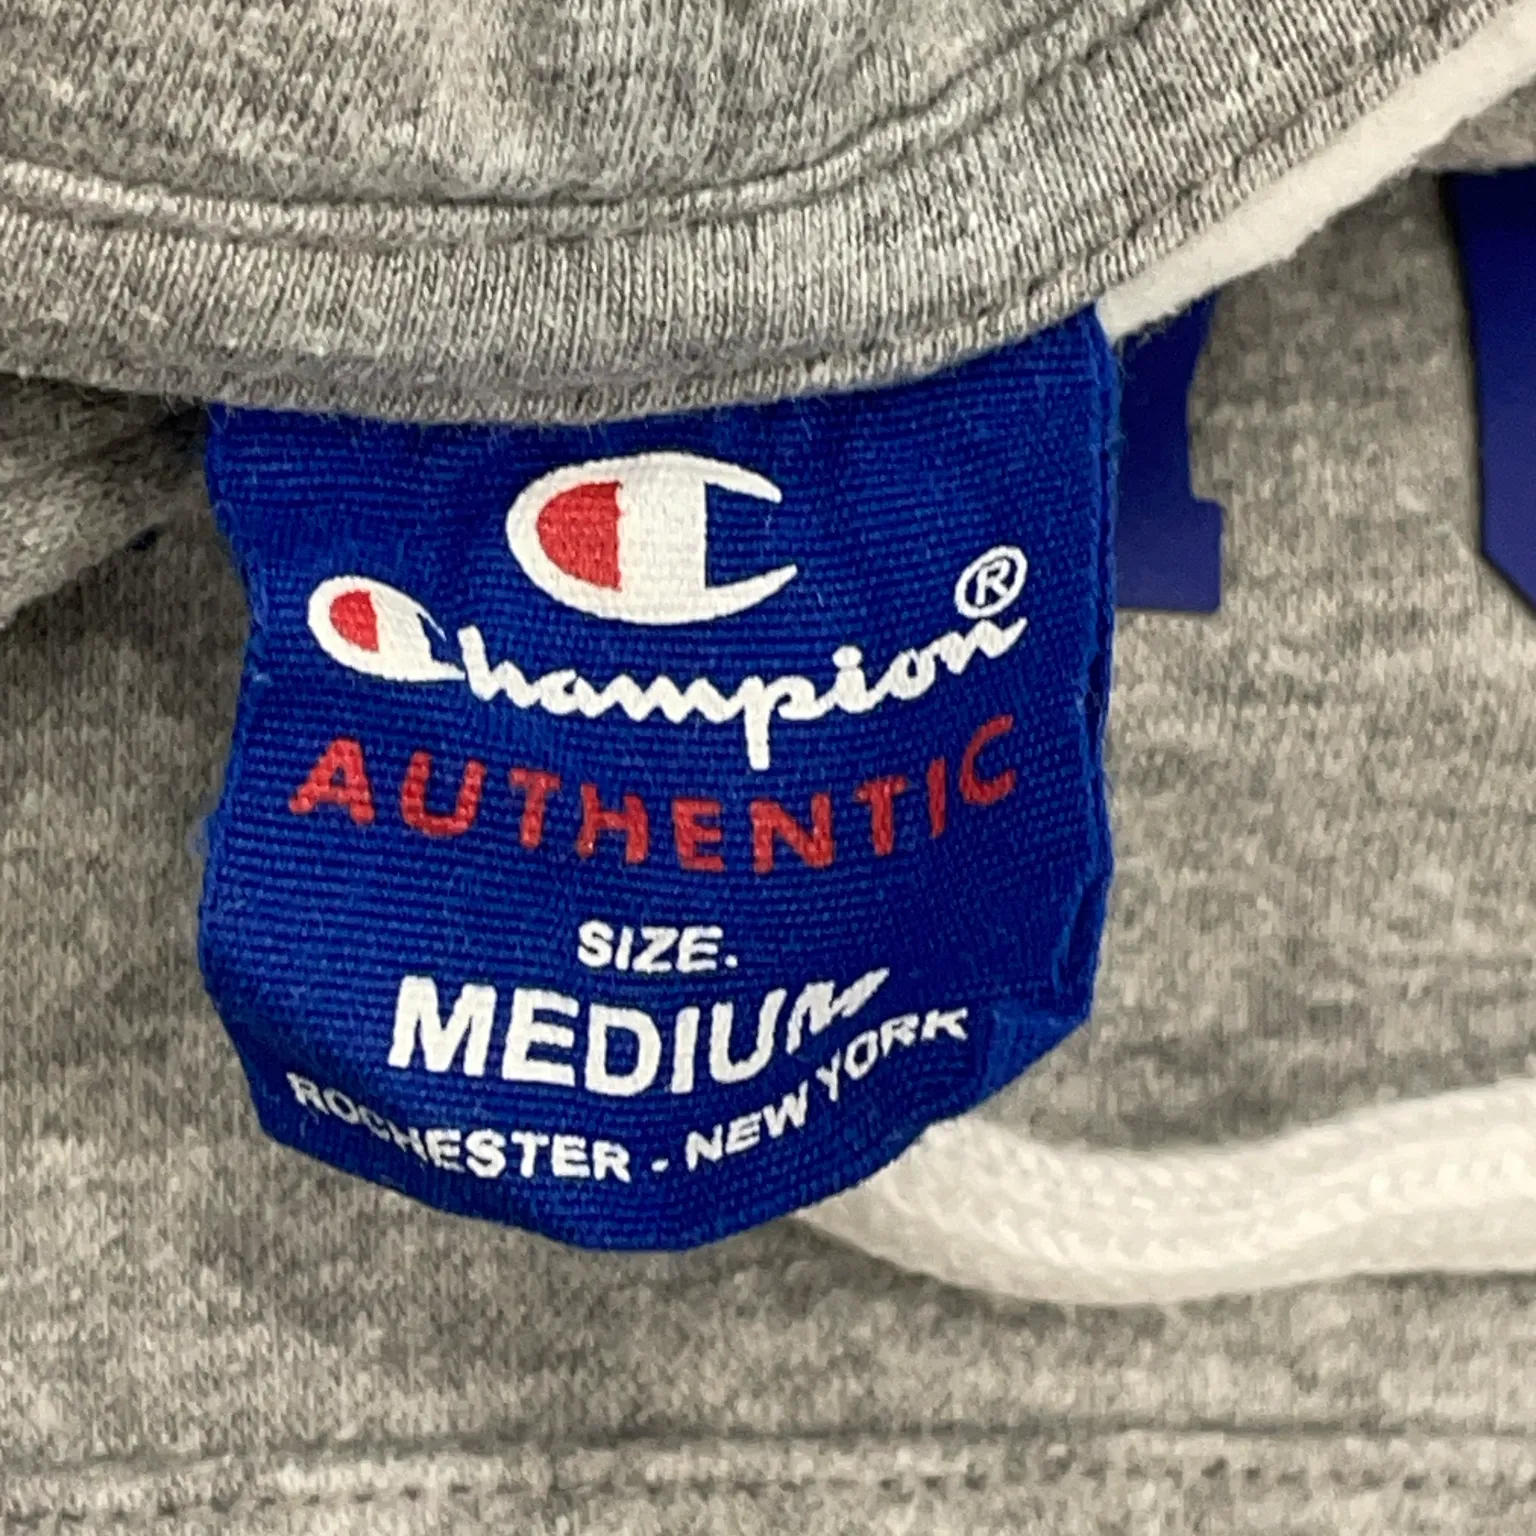 Champion®
AUTHENTIC
SIZE.
MEDIUM
ROCHESTER - NEW YORK